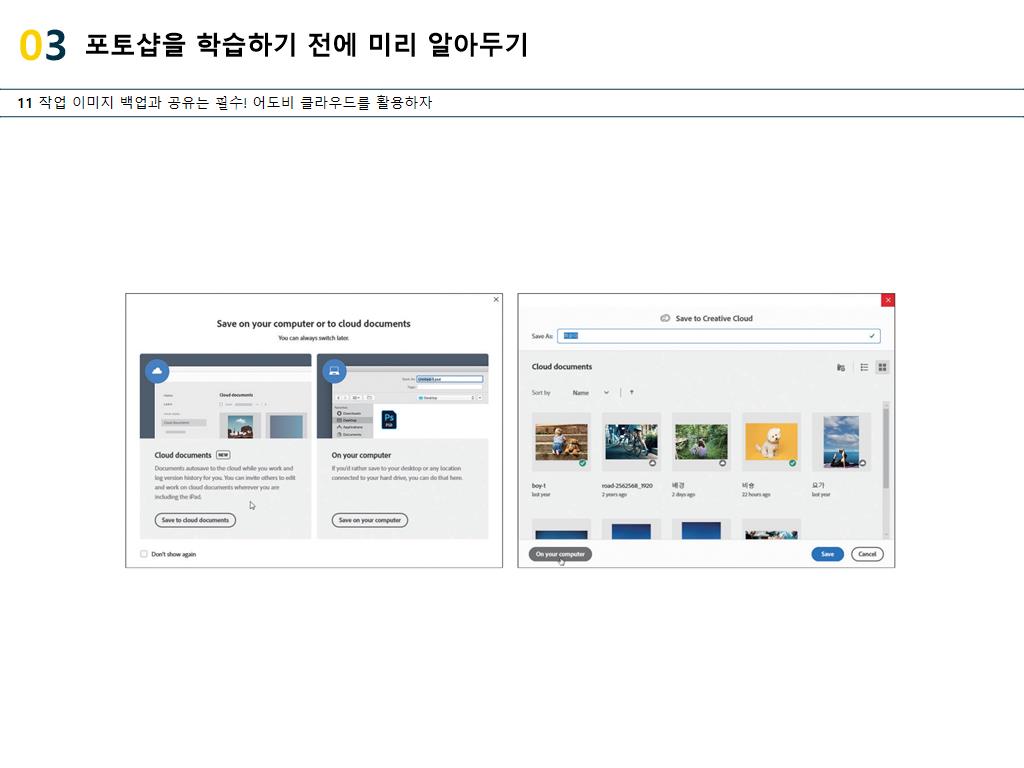 03 포토샵을 학습하기 전에 미리 알아두기
11 작업 이미지 백업과 공유는 필수! 어도비 클라우드를 활용하자
Save on your computer or to cloud documents
You can always switch later.
Cloud documents
Save As: Untitled-1.psd
Tags:
Desktop
Favorites
Downloads
Desktop
Applications
Documents
Ps
PSD
Cloud documents NEW
Documents autosave to the cloud while you work and
log version history for you. You can invite others to edit
and work on cloud documents wherever you are
including the iPad.
Save to cloud documents
On your computer
If you'd rather save to your desktop or any location
connected to your hard drive, you can do that here.
Save on your computer
Don't show again
Save to Creative Cloud
Save As:
Cloud documents
Sort by Name
boy-t
last year
road-2562568_1920
2 years ago
배경
2 days ago
비숑
22 hours ago
요가
last year
On your computer
Save
Cancel